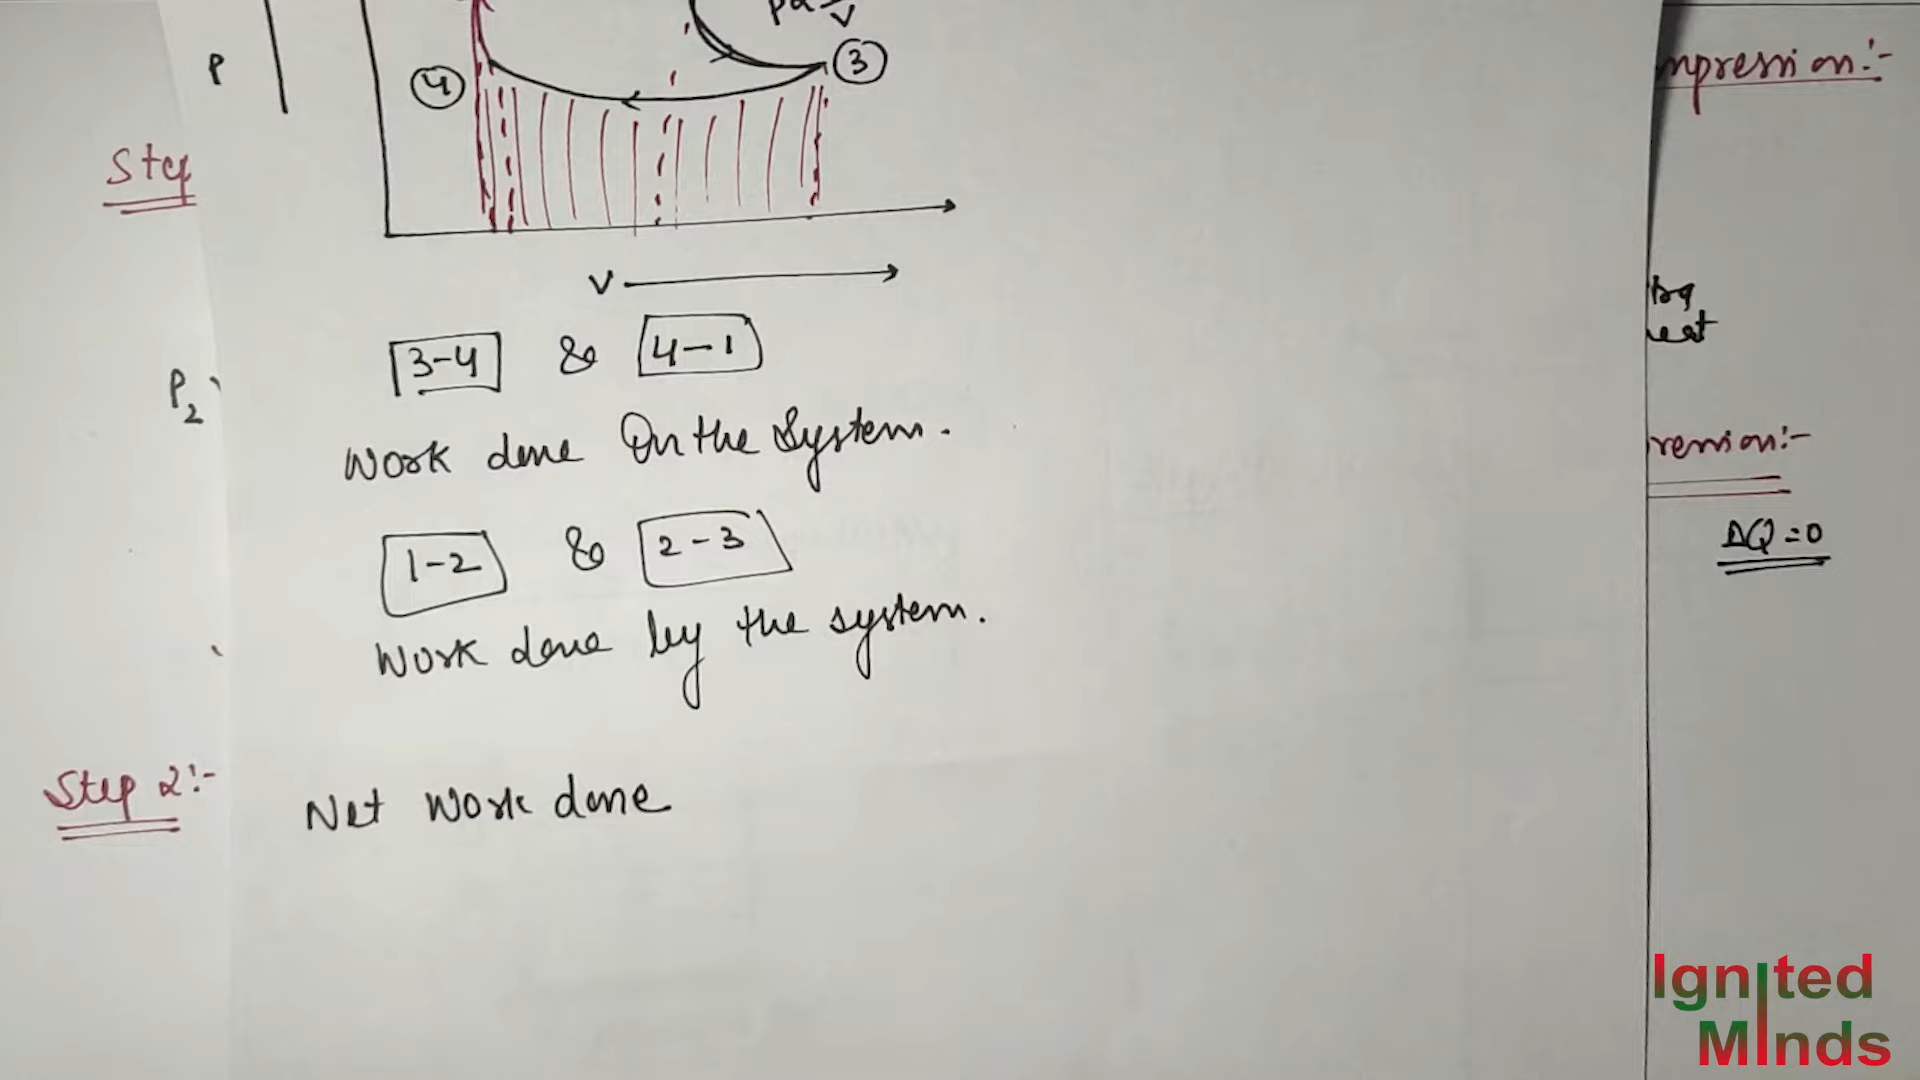 P
3
4
mpression:-
Step
V
3-4 & 4-1
P2
Work done On the System.
ression:-
1-2 & 2-3
ΔQ=0
Work done by the system.
Step 2:-
Net Work done
Ignited
Minds